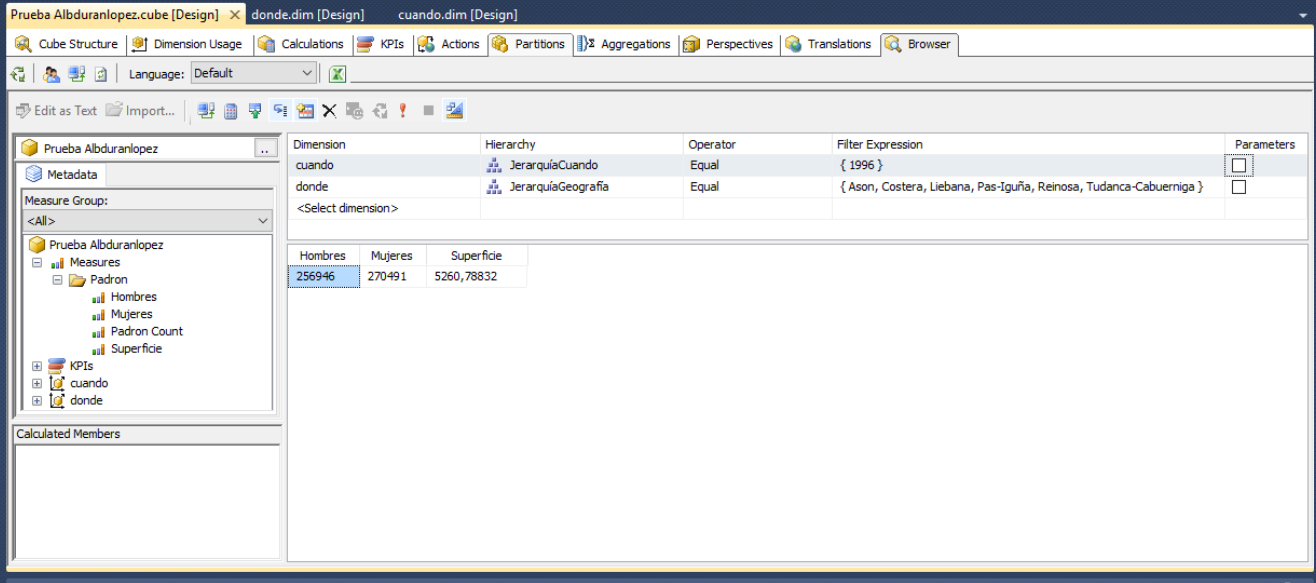 Prueba Albduranlopez.cube [Design] × donde.dim [Design] cuando.dim [Design]
Cube Structure Dimension Usage Calculations KPIs Actions Partitions Aggregations Perspectives Translations Browser
Language: Default
Edit as Text Import...
Prueba Albduranlopez ..
Metadata
Measure Group:
<All>
Prueba Albduranlopez
Measures
Padron
Hombres
Mujeres
Padron Count
Superficie
KPIs
cuando
donde
Calculated Members
Dimension Hierarchy Operator Filter Expression Parameters
cuando JerarquíaCuando Equal { 1996 }
donde JerarquíaGeografía Equal { Ason, Costera, Liebana, Pas-Iguña, Reinosa, Tudanca-Cabuerniga }
<Select dimension>
Hombres Mujeres Superficie
256946 270491 5260,78832